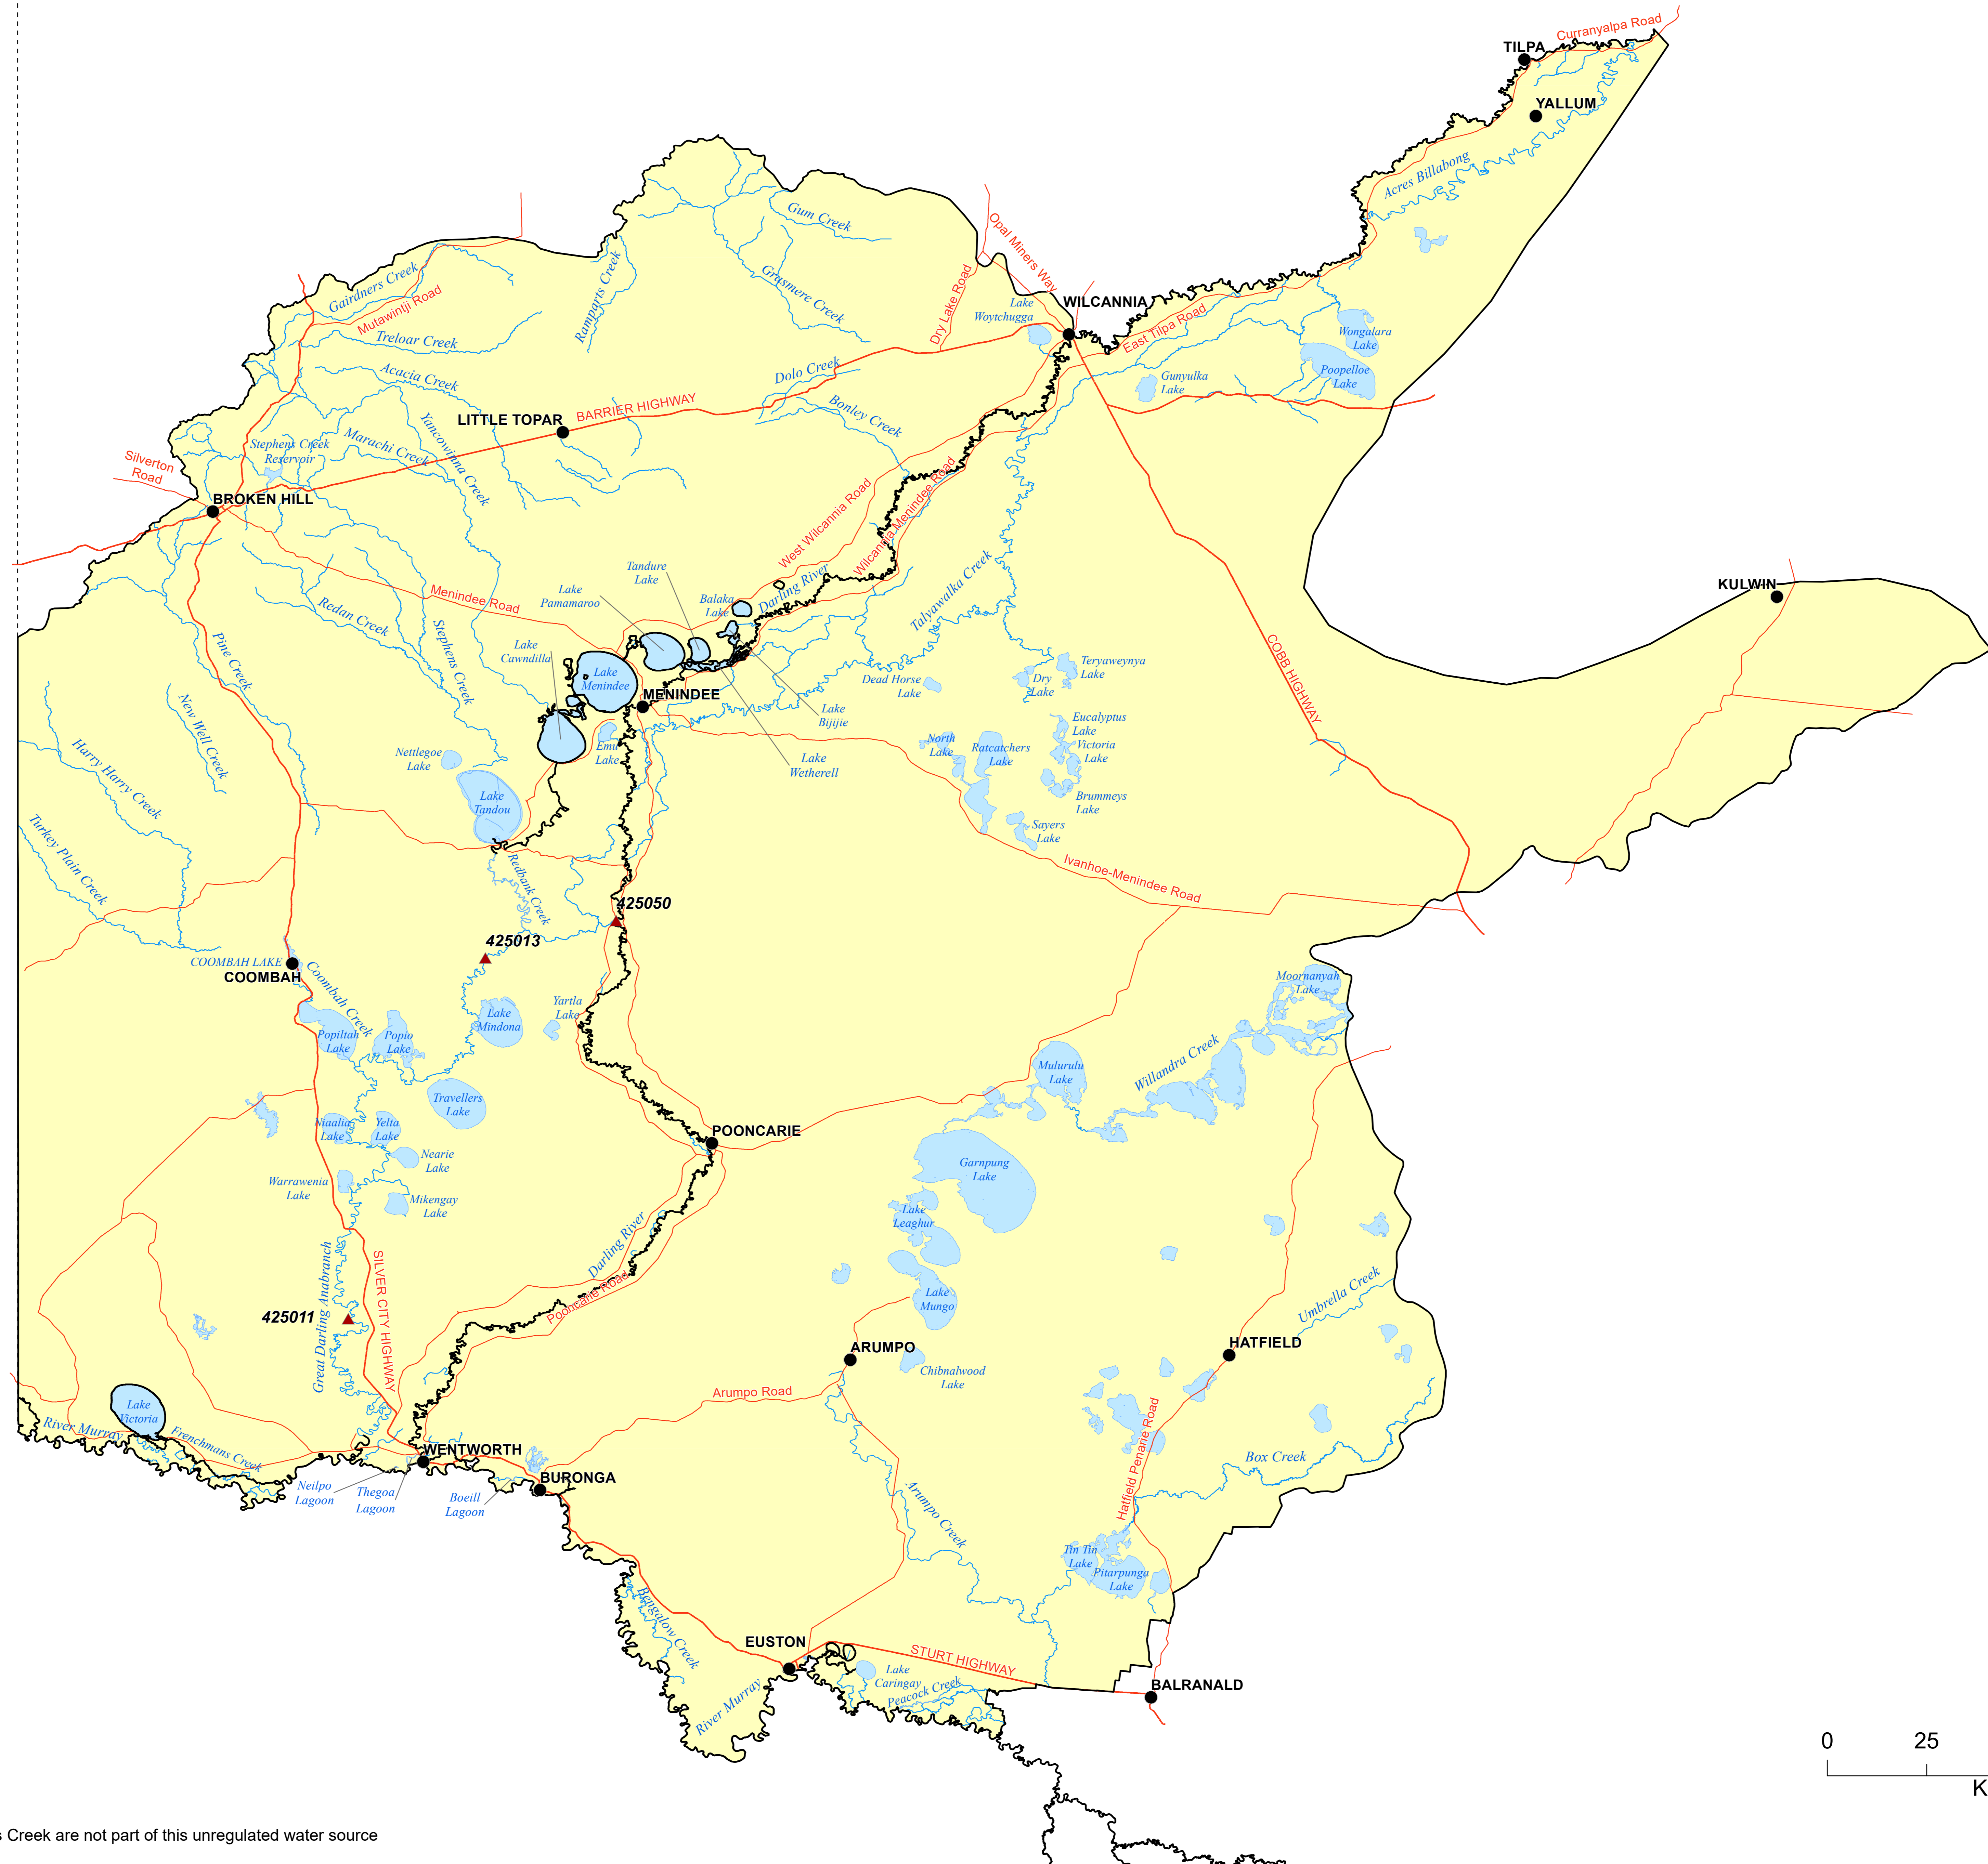 Curranyalpa Road
TILPA
YALLUM
Acres Billabong
Gum Creek
Opal Miners Way
Grasmere Creek
Ramparts Creek
Gairdners Creek
Mutawintji Road
Dry Lake Road
Lake
Woytchugga
WILCANNIA
East Tilpa Road
Wongalara
Lake
Treloar Creek
Acacia Creek
Dolo Creek
Poopelloe
Lake
Gunyulka
Lake
BARRIER HIGHWAY
Bonley Creek
LITTLE TOPAR
Yancowinna Creek
Marachi Creek
Stephens Creek
Reservoir
Silverton
Road
BROKEN HILL
West Wilcannia Road
Wilcannia Menindee Road
Tandure
Lake
Lake
Pamamaroo
Balaka
Lake
Darling River
Talyawalka Creek
KULWIN
Menindee Road
Redan Creek
Stephens Creek
Pine Creek
COBB HIGHWAY
Lake
Cawndilla
Lake
Menindee
MENINDEE
Dead Horse
Lake
Dry
Lake
Teryaweynya
Lake
Lake
Bijijie
New Well Creek
Harry Harry Creek
Nettlegoe
Lake
Emu
Lake
Lake
Wetherell
North
Lake
Ratcatchers
Lake
Eucalyptus
Lake
Victoria
Lake
Brummeys
Lake
Lake
Tandou
Sayers
Lake
Turkey Plain Creek
Redbank Creek
Ivanhoe-Menindee Road
425050
425013
COOMBAH LAKE
COOMBAH
Coombah Creek
Moornanyah
Lake
Popiltah
Lake
Popio
Lake
Lake
Mindona
Yartla
Lake
Willandra Creek
Mulurulu
Lake
Travellers
Lake
Niaalia
Lake
Yelta
Lake
POONCARIE
Nearie
Lake
Garnpung
Lake
Warrawenia
Lake
Mikengay
Lake
Lake
Leaghur
Darling River
Great Darling Anabranch
SILVER CITY HIGHWAY
Pooncarie Road
Lake
Mungo
Umbrella Creek
425011
ARUMPO
HATFIELD
Chibnalwood
Lake
Arumpo Road
Lake
Victoria
River Murray
Frenchmans Creek
WENTWORTH
Hatfield Penarie Road
Box Creek
BURONGA
Neilpo
Lagoon
Thegoa
Lagoon
Boeill
Lagoon
Arumpo Creek
Tin Tin
Lake
Pitarpunga
Lake
Bengalow Creek
EUSTON
STURT HIGHWAY
Lake
Caringay
Peacock Creek
River Murray
BALRANALD
0 25
K
s Creek are not part of this unregulated water source